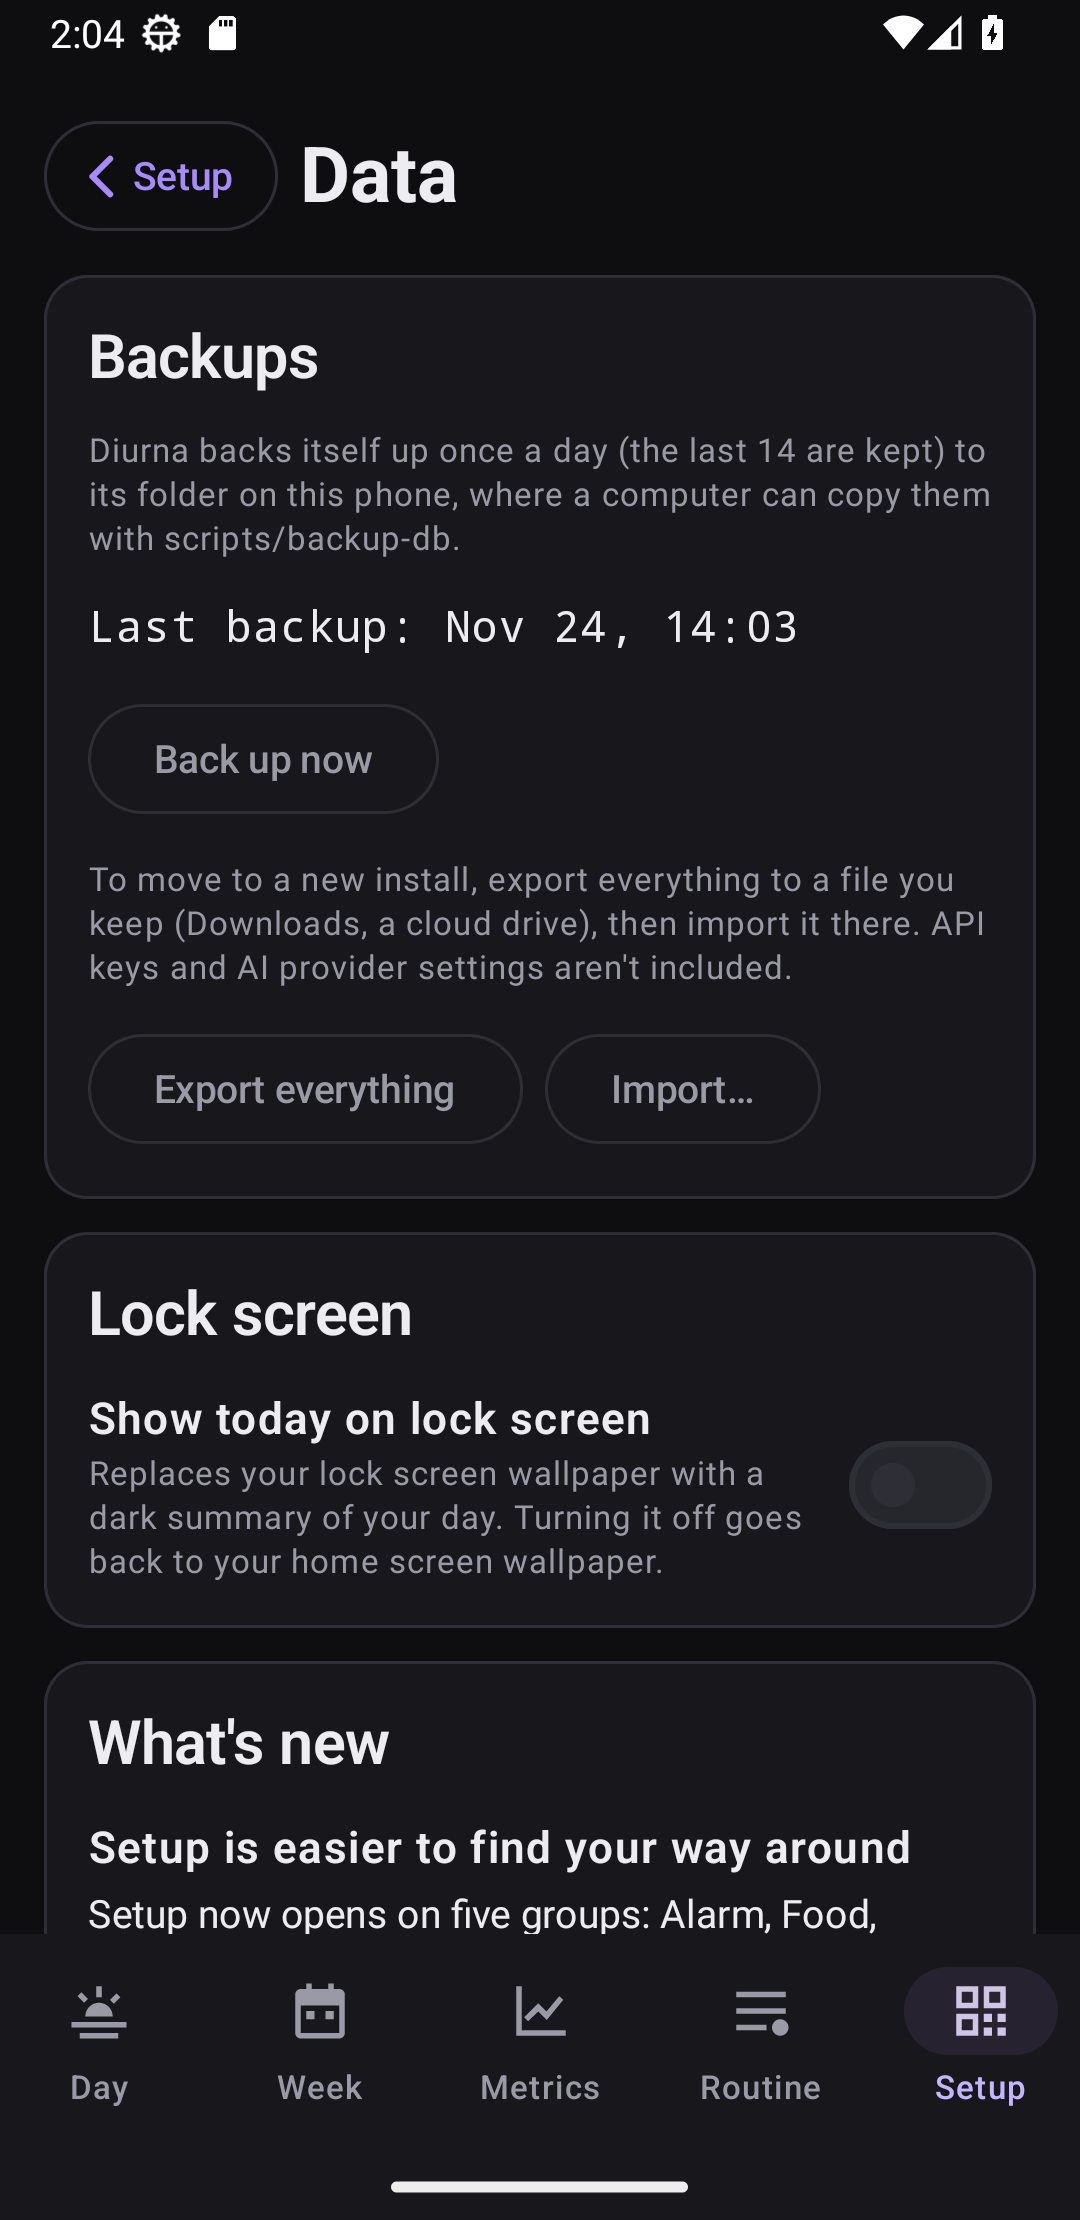 2:04
Setup
Data
Backups
Diurna backs itself up once a day (the last 14 are kept) to
its folder on this phone, where a computer can copy them
with scripts/backup-db.
Last backup: Nov 24, 14:03
Back up now
To move to a new install, export everything to a file you
keep (Downloads, a cloud drive), then import it there. API
keys and AI provider settings aren't included.
Export everything
Import…
Lock screen
Show today on lock screen
Replaces your lock screen wallpaper with a
dark summary of your day. Turning it off goes
back to your home screen wallpaper.
What's new
Setup is easier to find your way around
Setup now opens on five groups: Alarm, Food,
Day
Week
Metrics
Routine
Setup